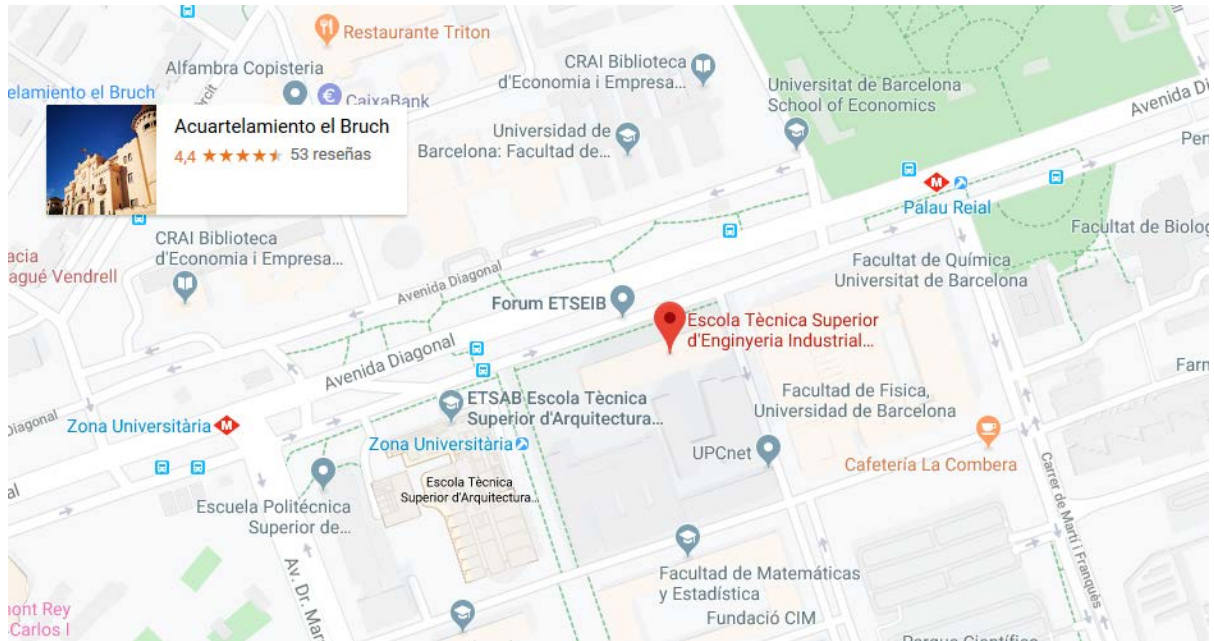 Restaurante Triton
Alfambra Copisteria
CaixaBank
CRAI Biblioteca
d'Economia i Empresa...
Universitat de Barcelona
School of Economics
Avenida Di
elamiento el Bruch
rcit
Acuartelamiento el Bruch
4,4 53 reseñas
Universidad de
Barcelona: Facultad de...
Pen
M
Palau Reial
Facultat de Biolog
CRAI Biblioteca
d'Economia i Empresa...
acia
agué Vendrell
Avenida Diagonal
Facultat de Química,
Universitat de Barcelona
Forum ETSEIB
Escola Tècnica Superior
d'Enginyeria Industrial...
Avenida Diagonal
Farn
ETSAB Escola Tècnica
Superior d'Arquitectura...
Facultad de Fisica,
Universidad de Barcelona
Diagonal
Zona Universitària
M
Zona Universitària
UPCnet
Cafetería La Combera
Escola Tècnica
Superior d'Arquitectura...
Escuela Politécnica
Superior de...
al
Carrer de Martí i Franquès
Av. Dr. Mar
Facultad de Matemáticas
y Estadística
Fundació CIM
mont Rey
Carlos I
Parque Científico